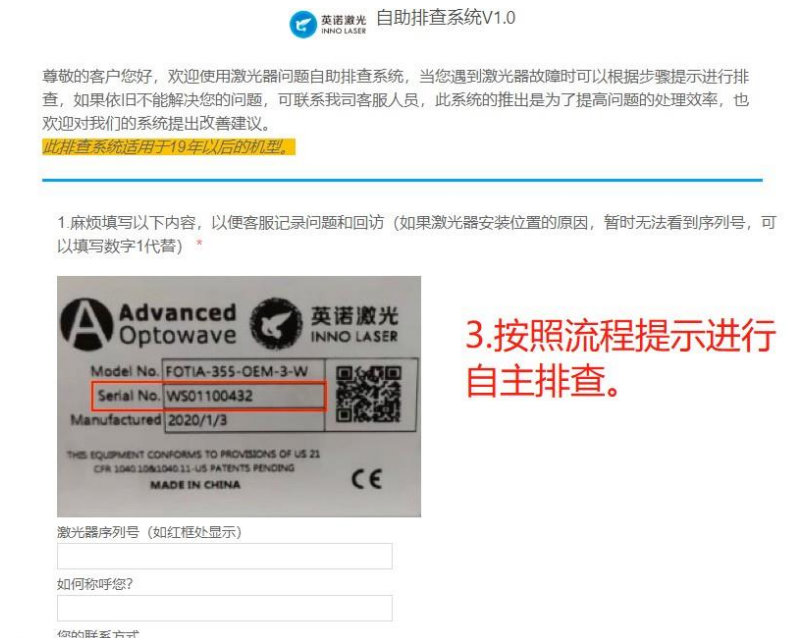 英诺激光
INNO LASER
自助排查系统V1.0
尊敬的客户您好，欢迎使用激光器问题自助排查系统，当您遇到激光器故障时可以根据步骤提示进行排
查，如果依旧不能解决您的问题，可联系我司客服人员，此系统的推出是为了提高问题的处理效率，也
欢迎对我们的系统提出改善建议。
此排查系统适用于19年以后的机型。
1.麻烦填写以下内容，以便客服记录问题和回访（如果激光器安装位置的原因，暂时无法看到序列号，可
以填写数字1代替） *
Advanced
Optowave
英诺激光
INNO LASER
Model No. FOTIA-355-OEM-3-W
Serial No. WS01100432
Manufactured 2020/1/3
THIS EQUIPMENT CONFORMS TO PROVISIONS OF US 21
CFR 1040.10&1040.11-US PATENTS PENDING
MADE IN CHINA
CE
3.按照流程提示进行
自主排查。
激光器序列号（如红框处显示）
如何称呼您？
您的联系方式